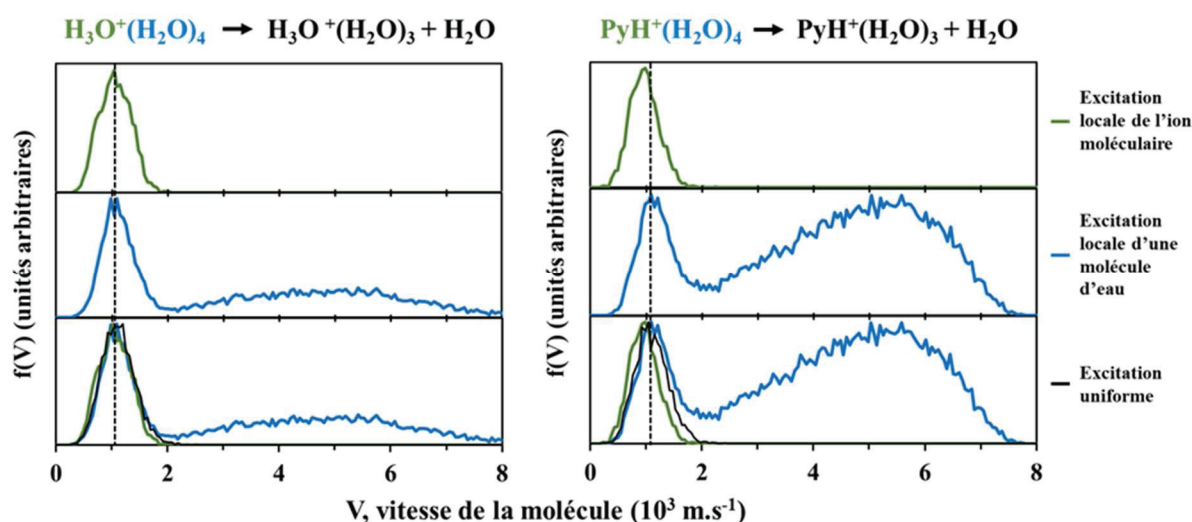 H₃O⁺(H₂O)₄ → H₃O⁺(H₂O)₃ + H₂O
PyH⁺(H₂O)₄ → PyH⁺(H₂O)₃ + H₂O
f(V) (unités arbitraires)
f(V) (unités arbitraires)
Excitation
locale de l’ion
moléculaire
Excitation
locale d’une
molécule
d’eau
Excitation
uniforme
0 2 4 6 8
0 2 4 6 8
V, vitesse de la molécule (10³ m.s⁻¹)